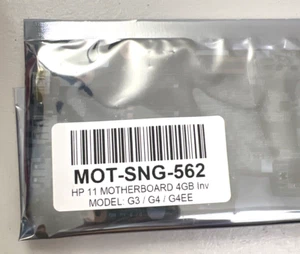 MOT-SNG-562
HP 11 MOTHERBOARD 4GB Inv
MODEL: G3 / G4 / G4EE